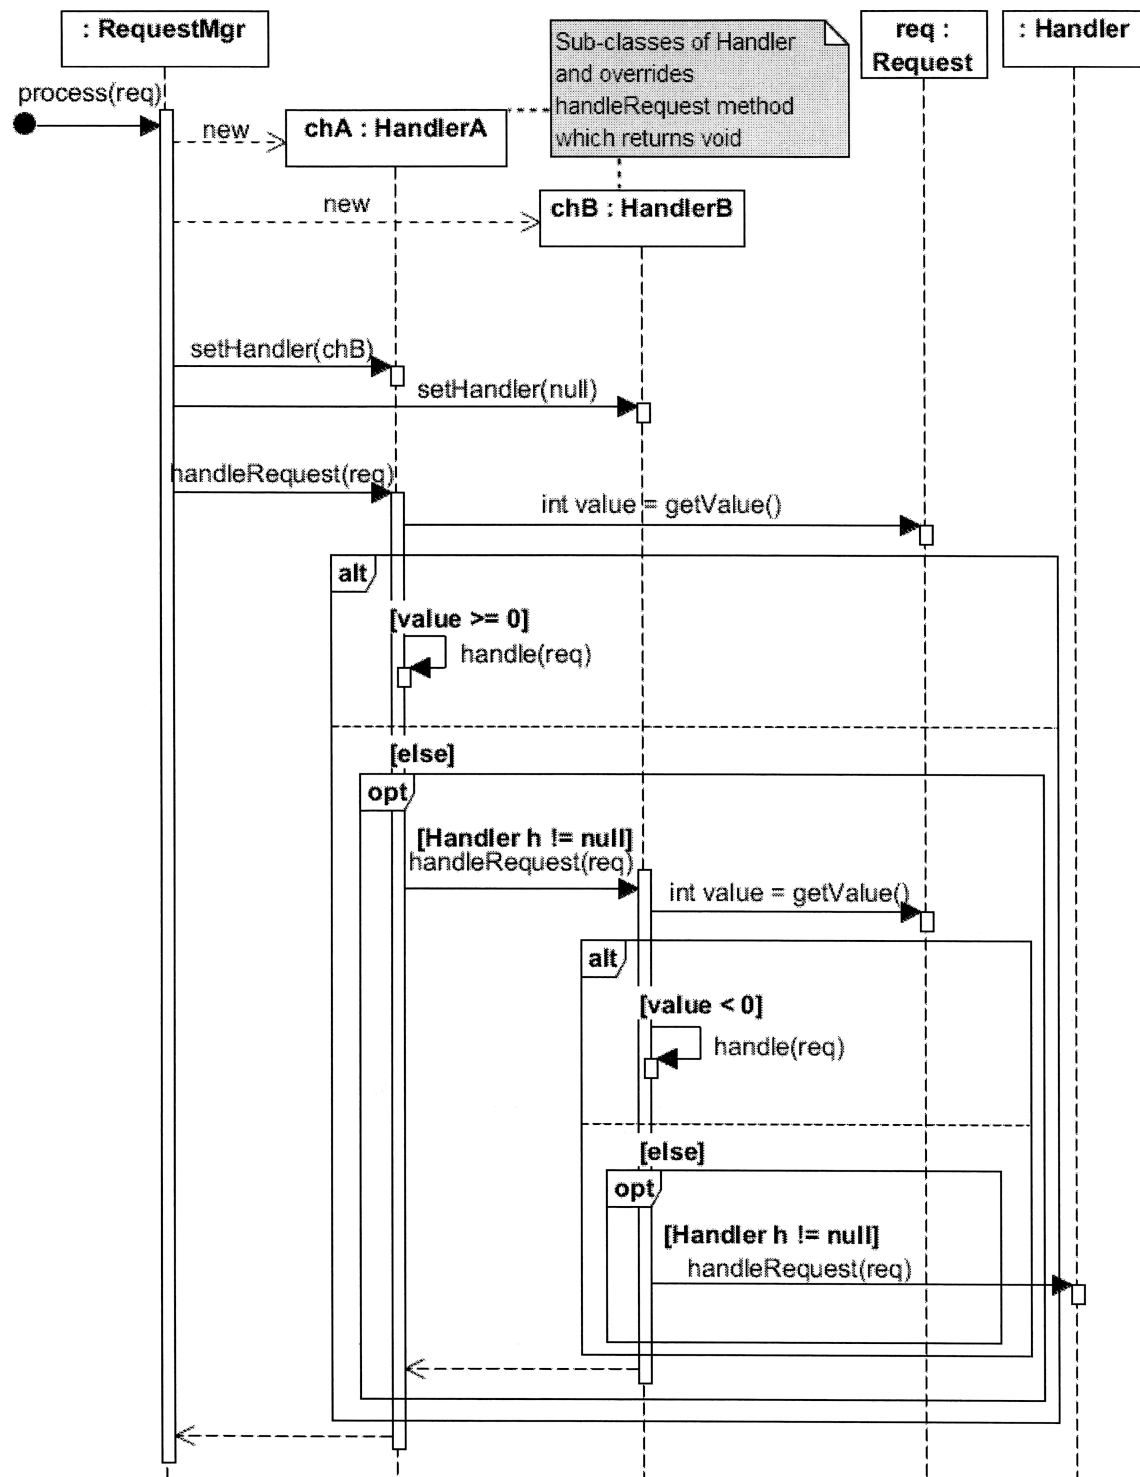 : RequestMgr
Sub-classes of Handler
and overrides
handleRequest method
which returns void
req :
Request
: Handler
process(req)
new
chA : HandlerA
new
chB : HandlerB
setHandler(chB)
setHandler(null)
handleRequest(req)
int value = getValue()
alt
[value >= 0]
handle(req)
[else]
opt
[Handler h != null]
handleRequest(req)
int value = getValue()
alt
[value < 0]
handle(req)
[else]
opt
[Handler h != null]
handleRequest(req)